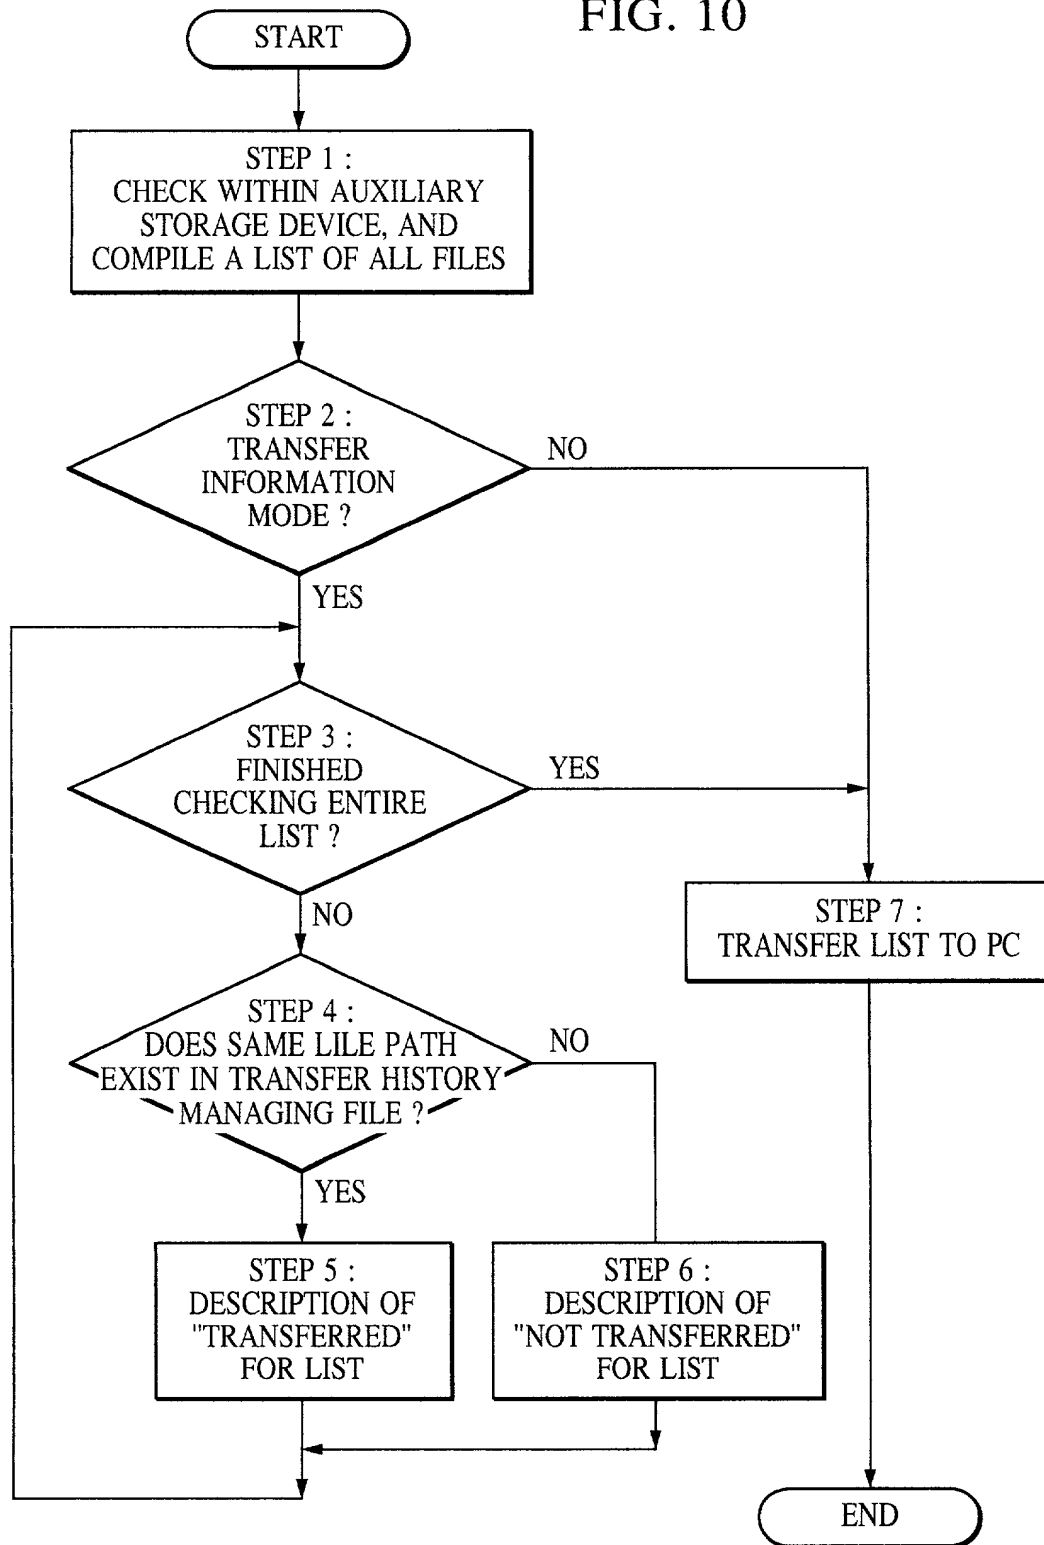 FIG. 10
START
STEP 1 :
CHECK WITHIN AUXILIARY
STORAGE DEVICE, AND
COMPILE A LIST OF ALL FILES
STEP 2 :
TRANSFER
INFORMATION
MODE ?
NO
YES
STEP 3 :
FINISHED
CHECKING ENTIRE
LIST ?
YES
NO
STEP 7 :
TRANSFER LIST TO PC
STEP 4 :
DOES SAME LILE PATH
EXIST IN TRANSFER HISTORY
MANAGING FILE ?
NO
YES
STEP 5 :
DESCRIPTION OF
"TRANSFERRED"
FOR LIST
STEP 6 :
DESCRIPTION OF
"NOT TRANSFERRED"
FOR LIST
END